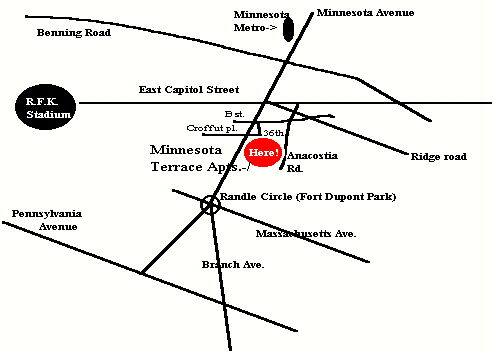 Minnesota Avenue
Minnesota
Metro->
Benning Road
East Capitol Street
R.F.K.
Stadium
B st.
Croffut pl.
36th
Minnesota
Terrace Apts.-/
Here!
Anacostia
Rd.
Ridge road
Randle Circle (Fort Dupont Park)
Pennsylvania
Avenue
Massachusetts Ave.
Branch Ave.